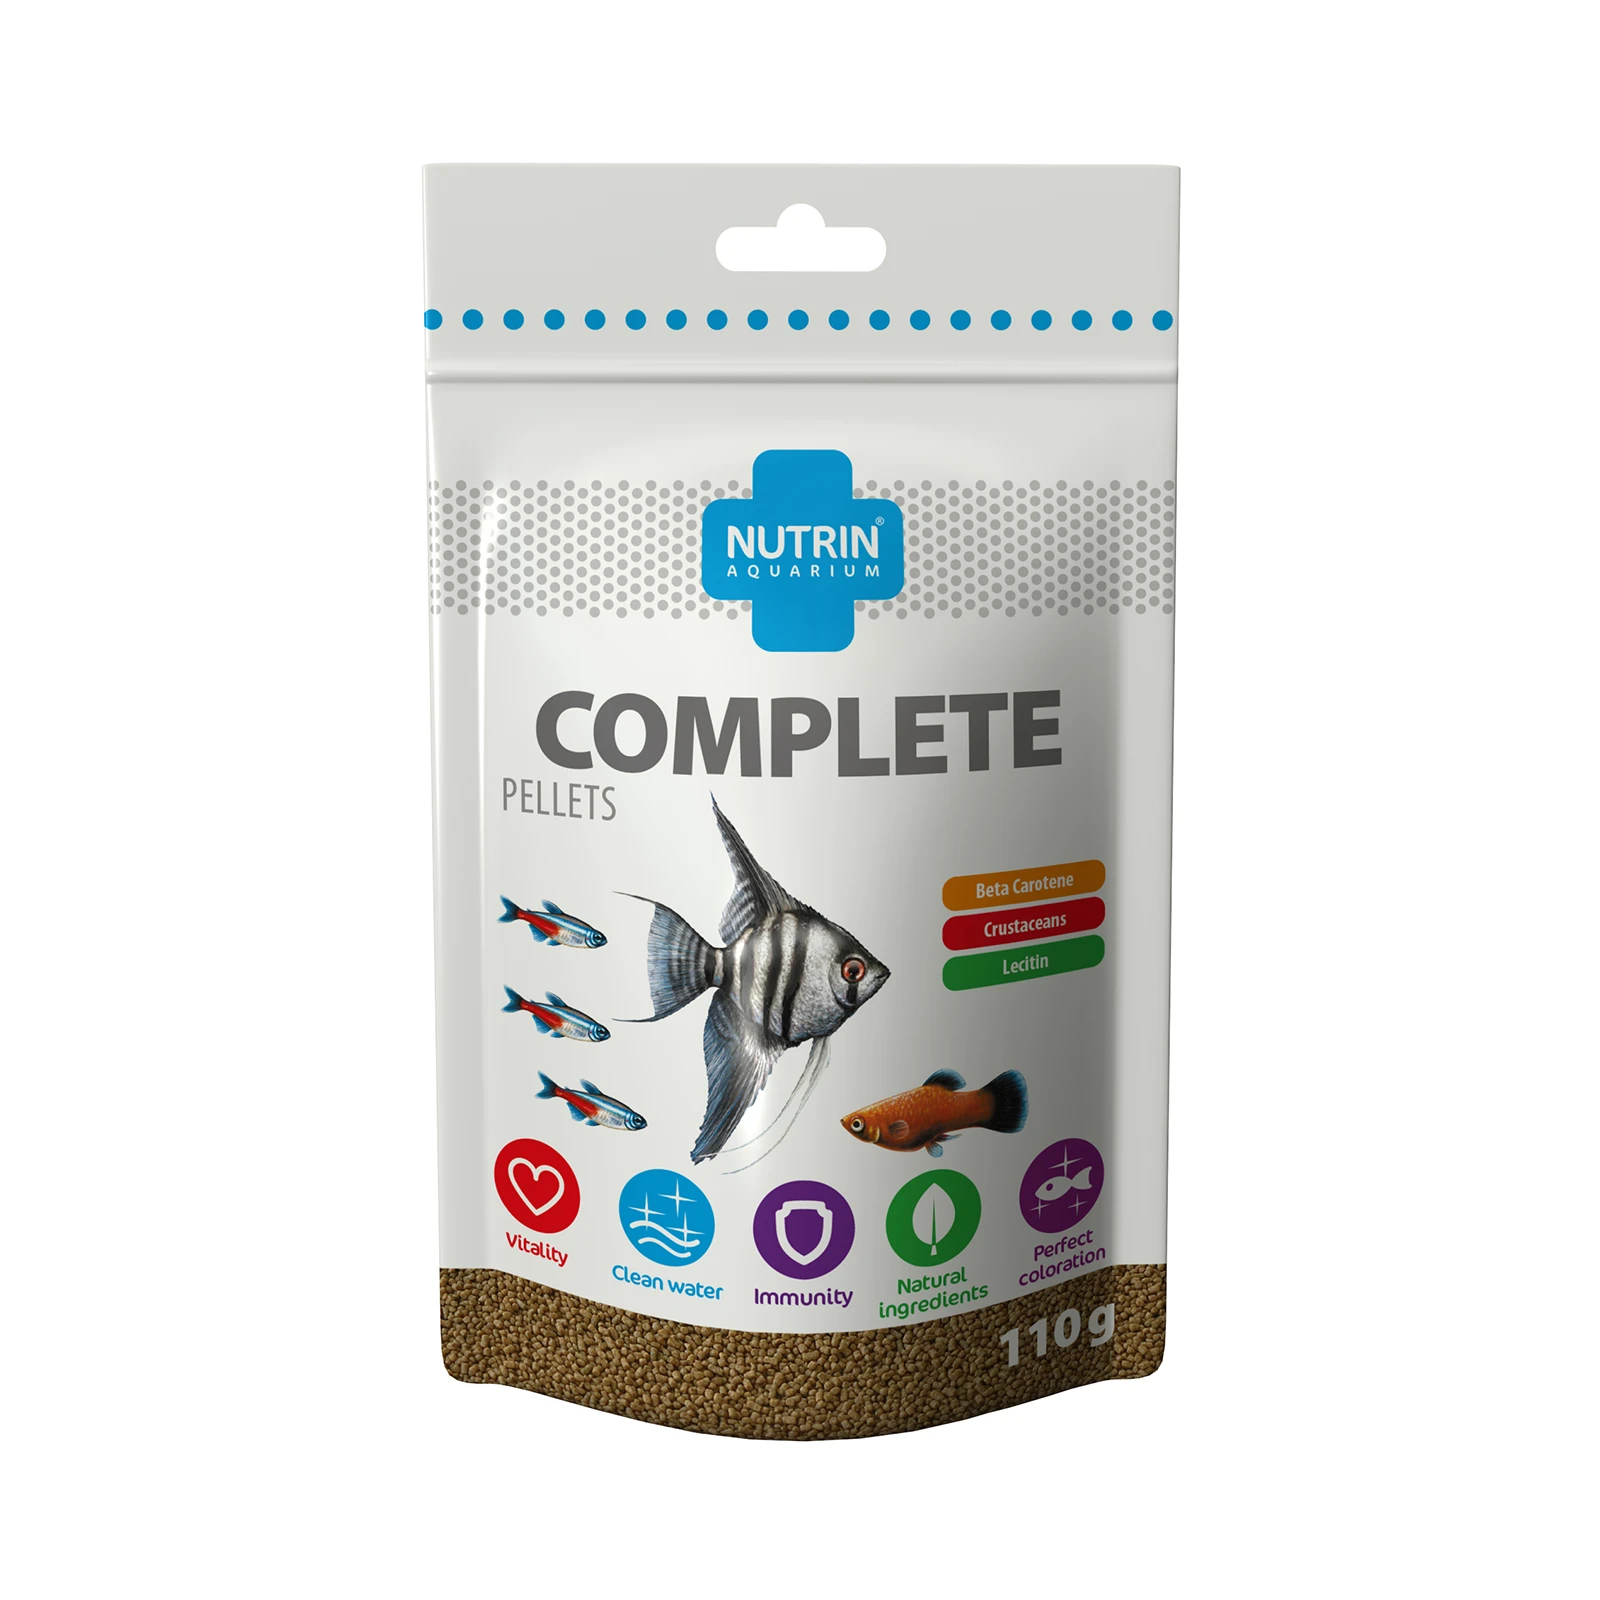 NUTRIN®
AQUARIUM
COMPLETE
PELLETS
Beta Carotene
Crustaceans
Lecitin
Vitality
Clean water
Immunity
Natural
ingredients
Perfect
coloration
110g